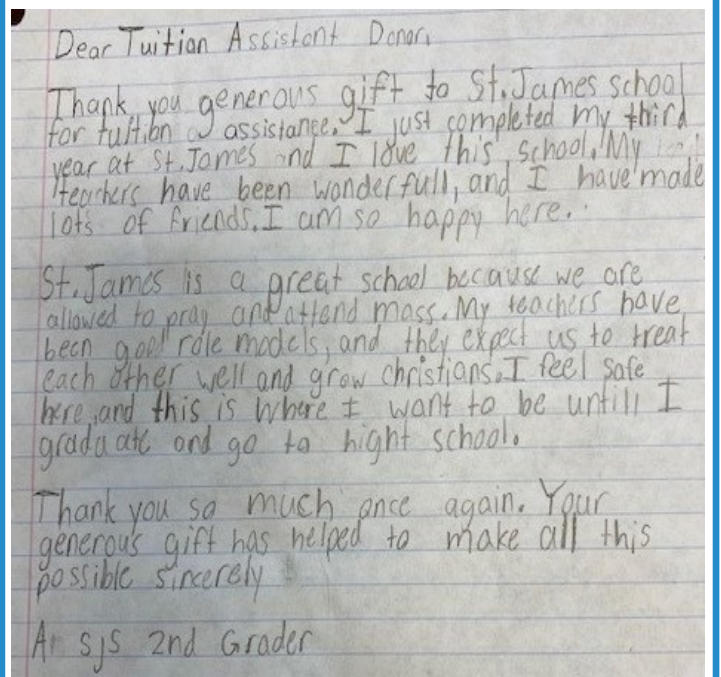 Dear Tuitian Assistont Donor,
Thank you generous gift to St. James school
for tuition assistance. I just completed my third
year at St. James and I love this school. My
teachers have been wonderfull, and I have made
lots of friends. I am so happy here.
St. James is a great school because we are
allowed to pray and attend mass. My teachers have
been good role models, and they expect us to treat
each other well and grow christians. I feel safe
here, and this is where I want to be untill I
graduate and go to hight school.
Thank you so much once again. Your
generous gift has helped to make all this
possible sincerely
A SJS 2nd Grader